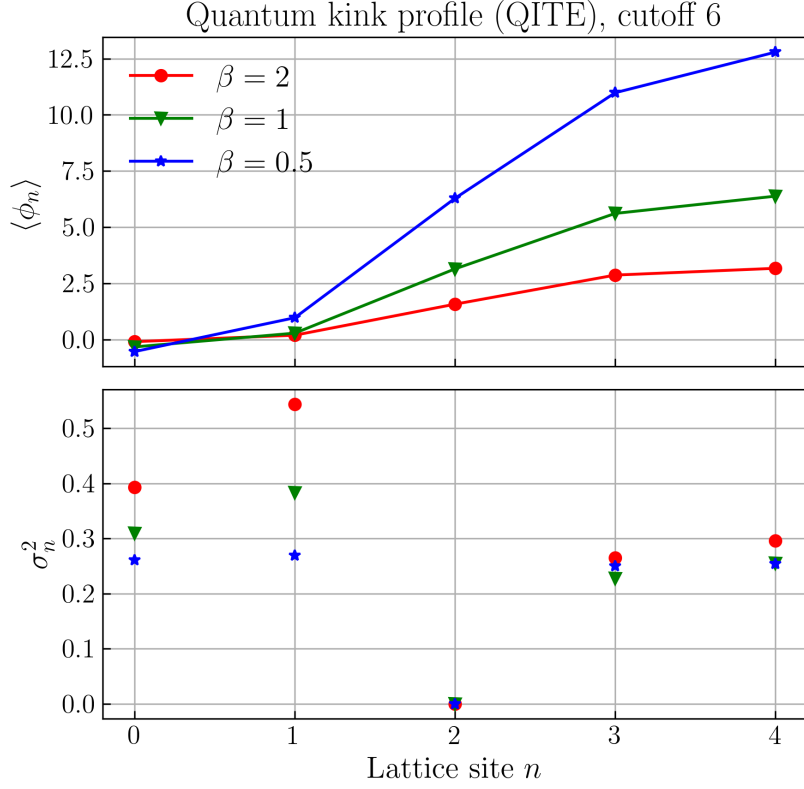 Quantum kink profile (QITE), cutoff 6
12.5
10.0
7.5
5.0
2.5
0.0
⟨ϕₙ⟩
β = 2
β = 1
β = 0.5
0.5
0.4
0.3
0.2
0.1
0.0
σ²ₙ
0 1 2 3 4
Lattice site n